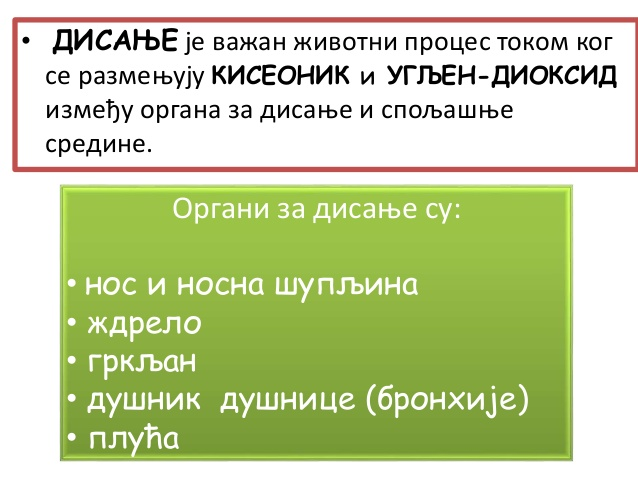 • ДИСАЊЕ је важан животни процес током ког
се размењују КИСЕОНИК и УГЉЕН-ДИОКСИД
између органа за дисање и спољашње
средине.
Органи за дисање су:
• нос и носна шупљина
• ждрело
• гркљан
• душник душнице (бронхије)
• плућа